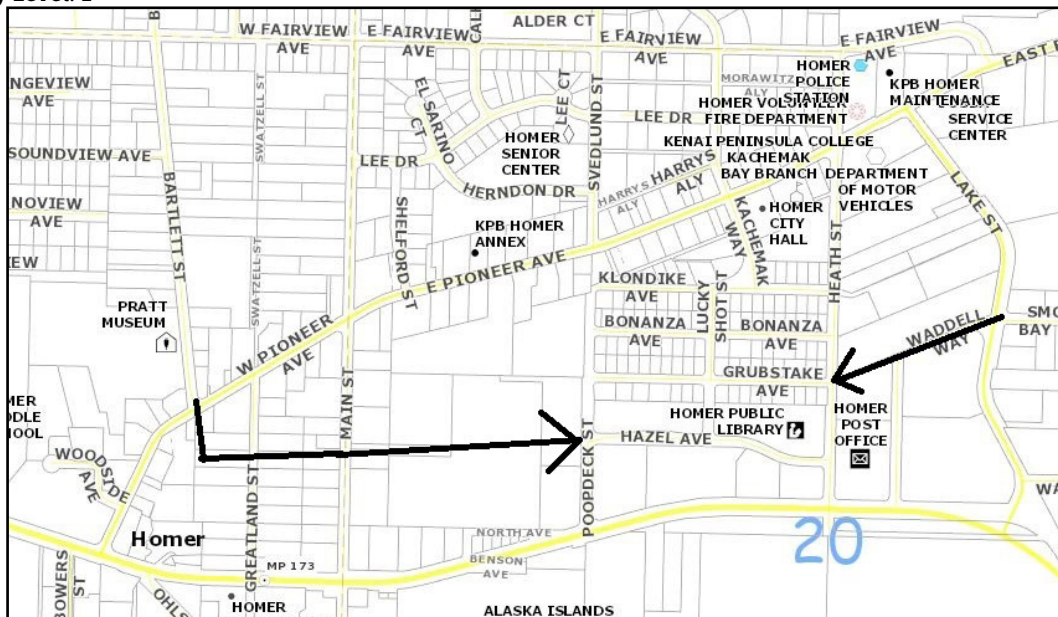 W FAIRVIEW
AVE
E FAIRVIEW
AVE
ALDER CT
E FAIRVIEW
AVE
E FAIRVIEW
AVE
NGEVIEW
AVE
SWATZELL ST
EL SARINO
CT
LEE CT
SVEDLUND ST
MORAWITZ
ALY
HOMER
POLICE
STATION
KPB HOMER
MAINTENANCE
SERVICE
CENTER
LEE DR
HOMER VOLUNTEER
FIRE DEPARTMENT
SOUNDVIEW AVE
LEE DR
HOMER
SENIOR
CENTER
KENAI PENINSULA COLLEGE
KACHEMAK
BAY BRANCH
DEPARTMENT
OF MOTOR
VEHICLES
HARRYS
ALY
HARRYS
ALY
HERNDON DR
NOVIEW
AVE
BARTLETT ST
SHELFORD ST
KPB HOMER
ANNEX
KACHEMAK
WAY
HOMER
CITY
HALL
LAKE ST
IEW
SWATZELL ST
MAIN ST
E PIONEER AVE
HEATH ST
KLONDIKE
AVE
LUCKY
SHOT ST
PRATT
MUSEUM
W PIONEER
AVE
BONANZA
AVE
BONANZA
AVE
WADDELL
WAY
SMO
BAY
GRUBSTAKE
AVE
MER
DDLE
HOOL
HOMER PUBLIC
LIBRARY
HOMER
POST
OFFICE
HAZEL AVE
WOODSIDE
AVE
GREATLAND ST
POOPDECK ST
WA
Homer
NORTH AVE
20
BENSON
AVE
MP 173
BOWERS
ST
OHLS
HOMER
ALASKA ISLANDS